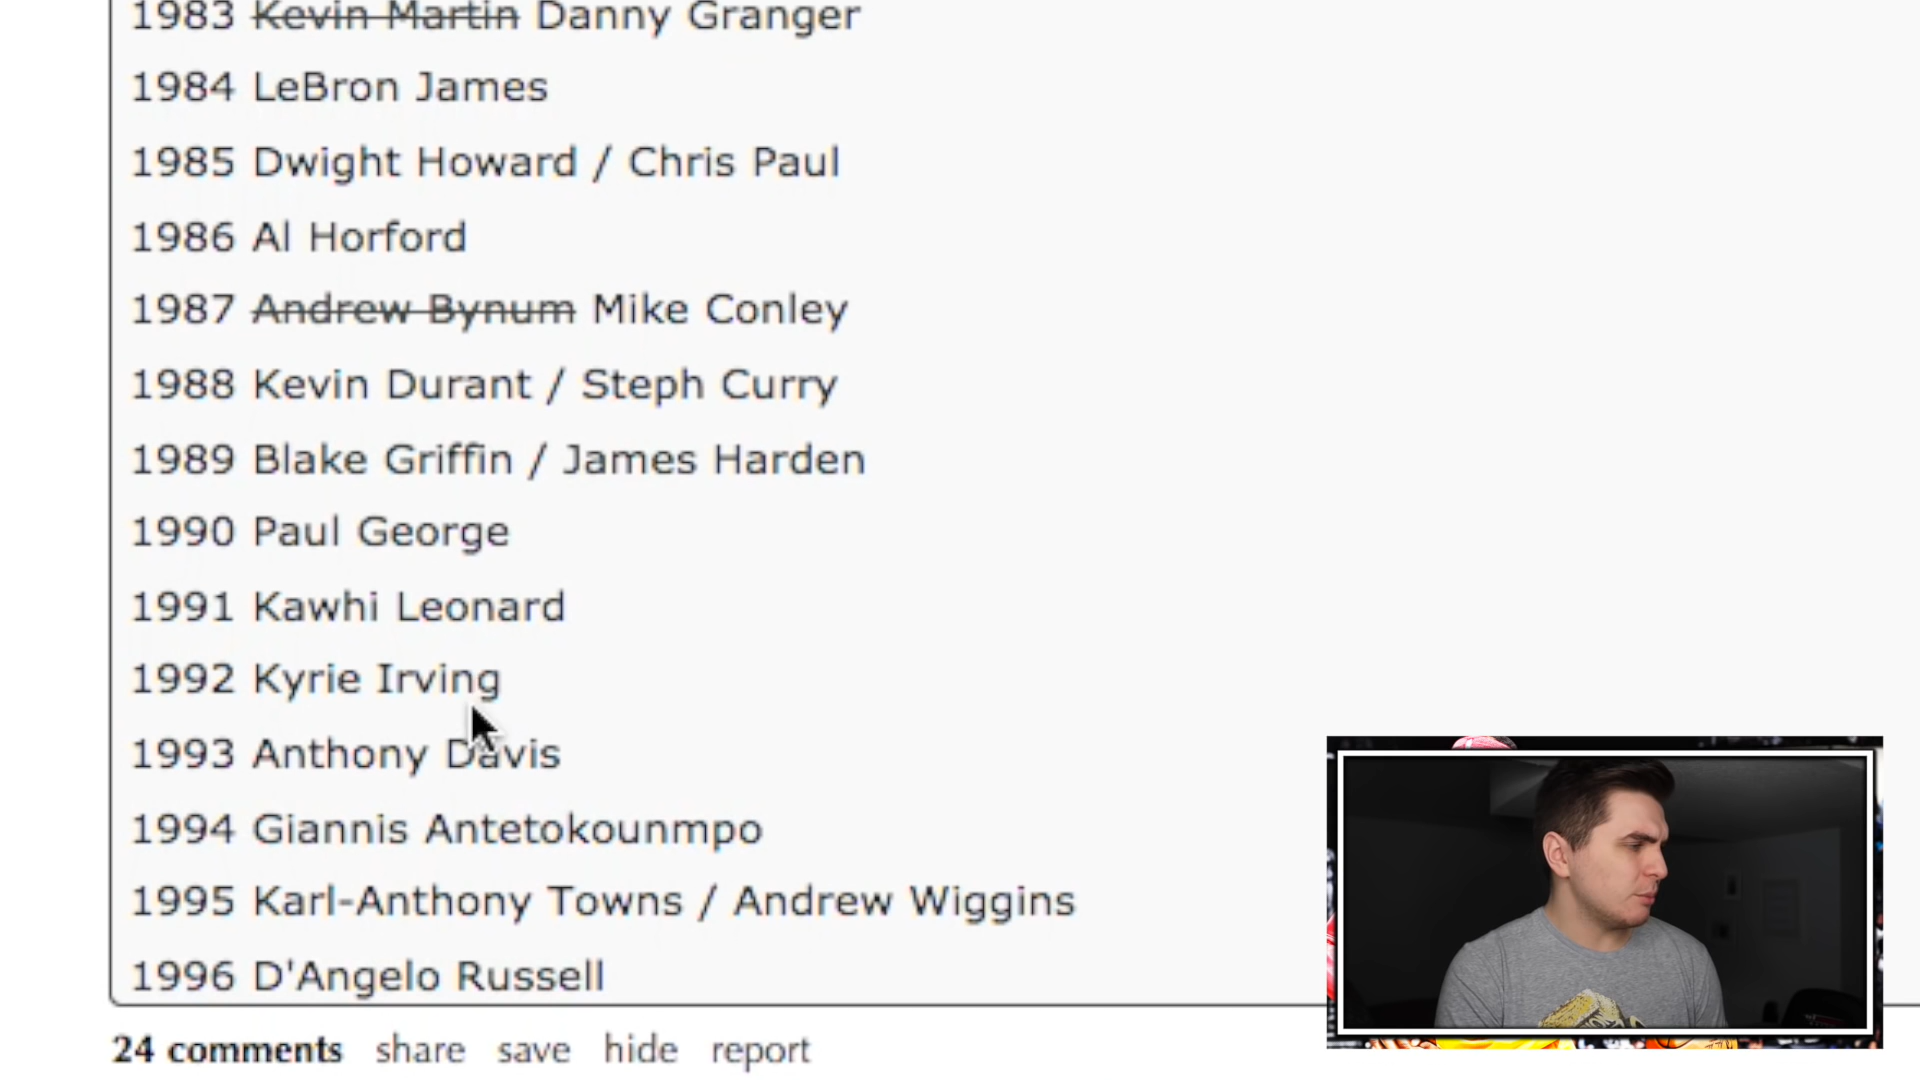 1983 Kevin Martin Danny Granger
1984 LeBron James
1985 Dwight Howard / Chris Paul
1986 Al Horford
1987 Andrew Bynum Mike Conley
1988 Kevin Durant / Steph Curry
1989 Blake Griffin / James Harden
1990 Paul George
1991 Kawhi Leonard
1992 Kyrie Irving
1993 Anthony Davis
1994 Giannis Antetokounmpo
1995 Karl-Anthony Towns / Andrew Wiggins
1996 D'Angelo Russell
24 comments share save hide report